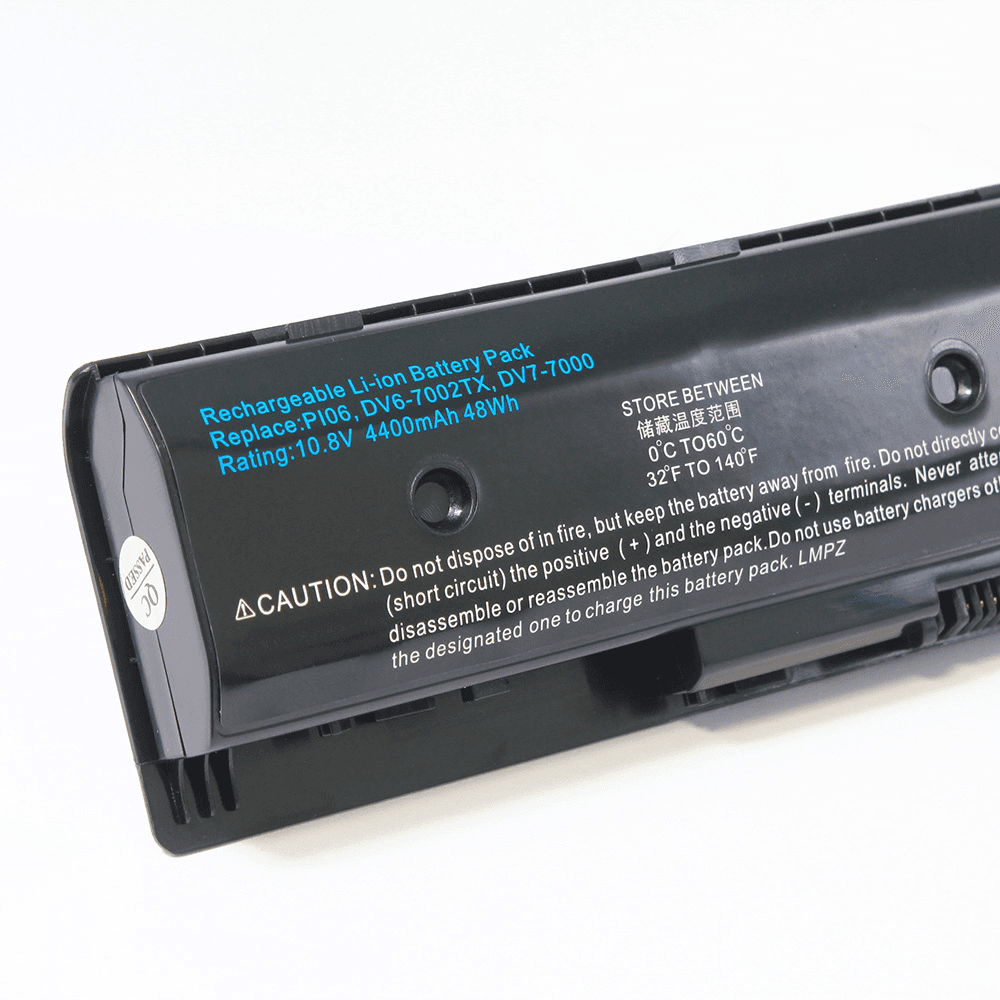 Rechargeable Li-ion Battery Pack
Replace:PI06, DV6-7002TX, DV7-7000
Rating:10.8V 4400mAh 48Wh
STORE BETWEEN
储藏温度范围
0°C TO60°C
32°F TO 140°F
⚠CAUTION: Do not dispose of in fire, but keep the battery away from fire. Do not directly
(short circuit) the positive (+) and the negative (-) terminals. Never
disassemble or reassemble the battery pack.Do not use battery chargers
the designated one to charge this battery pack. LMPZ
QC
PASSED